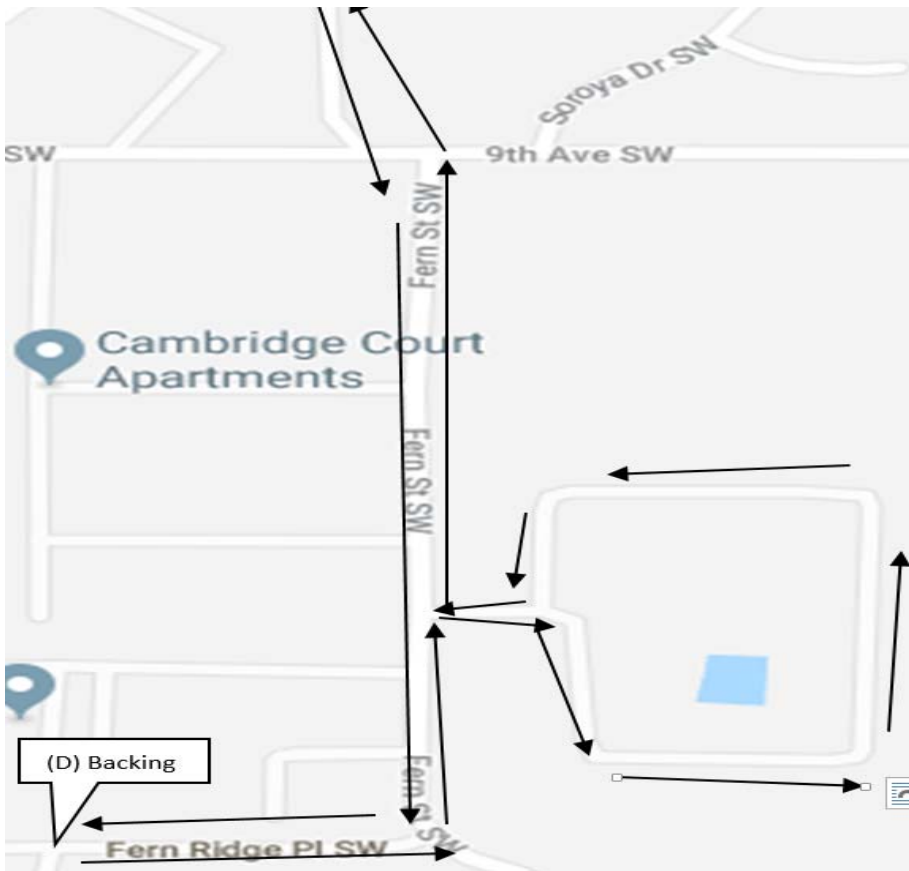 Soroya Dr SW
SW
9th Ave SW
Fern St SW
Cambridge Court
Apartments
Fern St SW
(D) Backing
Fern St SW
Fern Ridge Pl SW